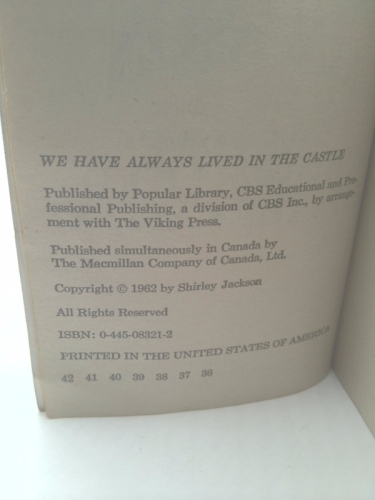 WE HAVE ALWAYS LIVED IN THE CASTLE
Published by Popular Library, CBS Educational and Pro-
fessional Publishing, a division of CBS Inc., by arrange-
ment with The Viking Press.
Published simultaneously in Canada by
The Macmillan Company of Canada, Ltd.
Copyright © 1962 by Shirley Jackson
All Rights Reserved
ISBN: 0-445-08321-2
PRINTED IN THE UNITED STATES OF AMERICA
42 41 40 39 38 37 36